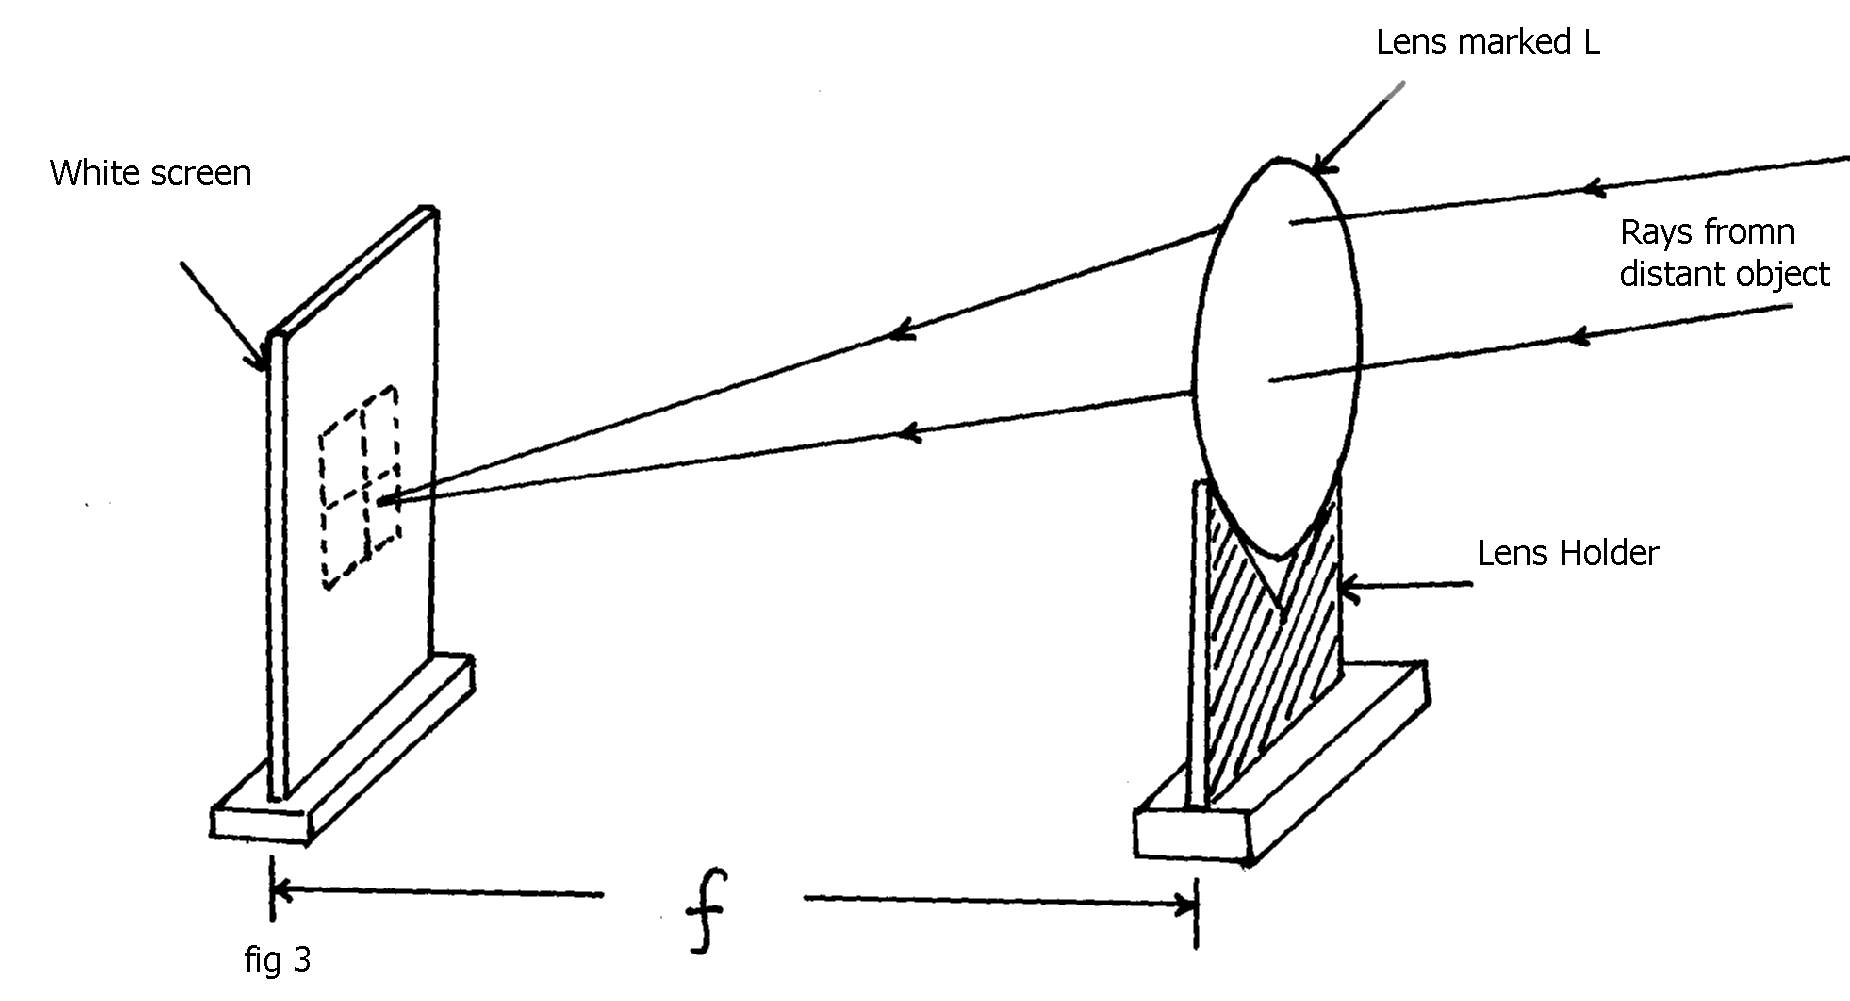 Lens marked L
White screen
Rays fromn
distant object
Lens Holder
f
fig 3